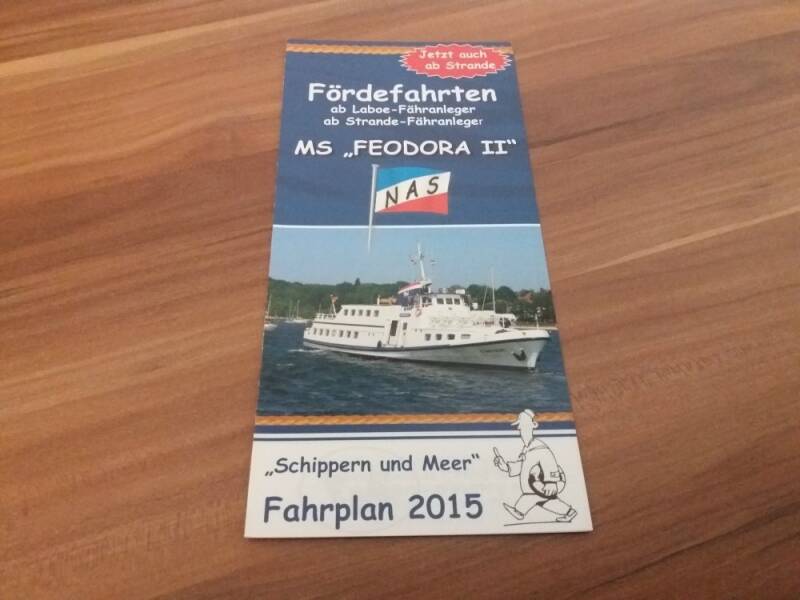 Jetzt auch
ab Strande
Fördefahrten
ab Laboe-Fähranleger
ab Strande-Fähranleger
MS „FEODORA II“
NAS
„Schippern und Meer“
Fahrplan 2015